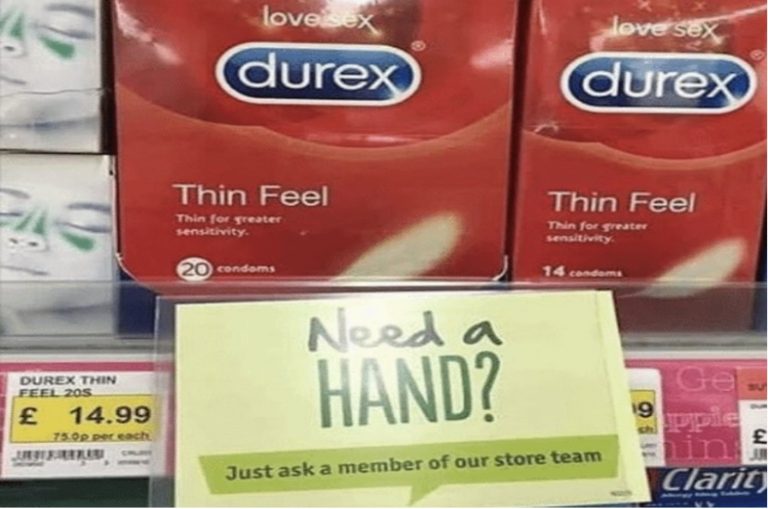 love sex
durex
Thin Feel
Thin for greater
sensitivity.
20 condoms
love sex
durex
Thin Feel
Thin for greater
sensitivity.
14 condoms
Need a
HAND?
Just ask a member of our store team
DUREX THIN
FEEL 20S
£ 14.99
75.0p per each
9
£
Clarity